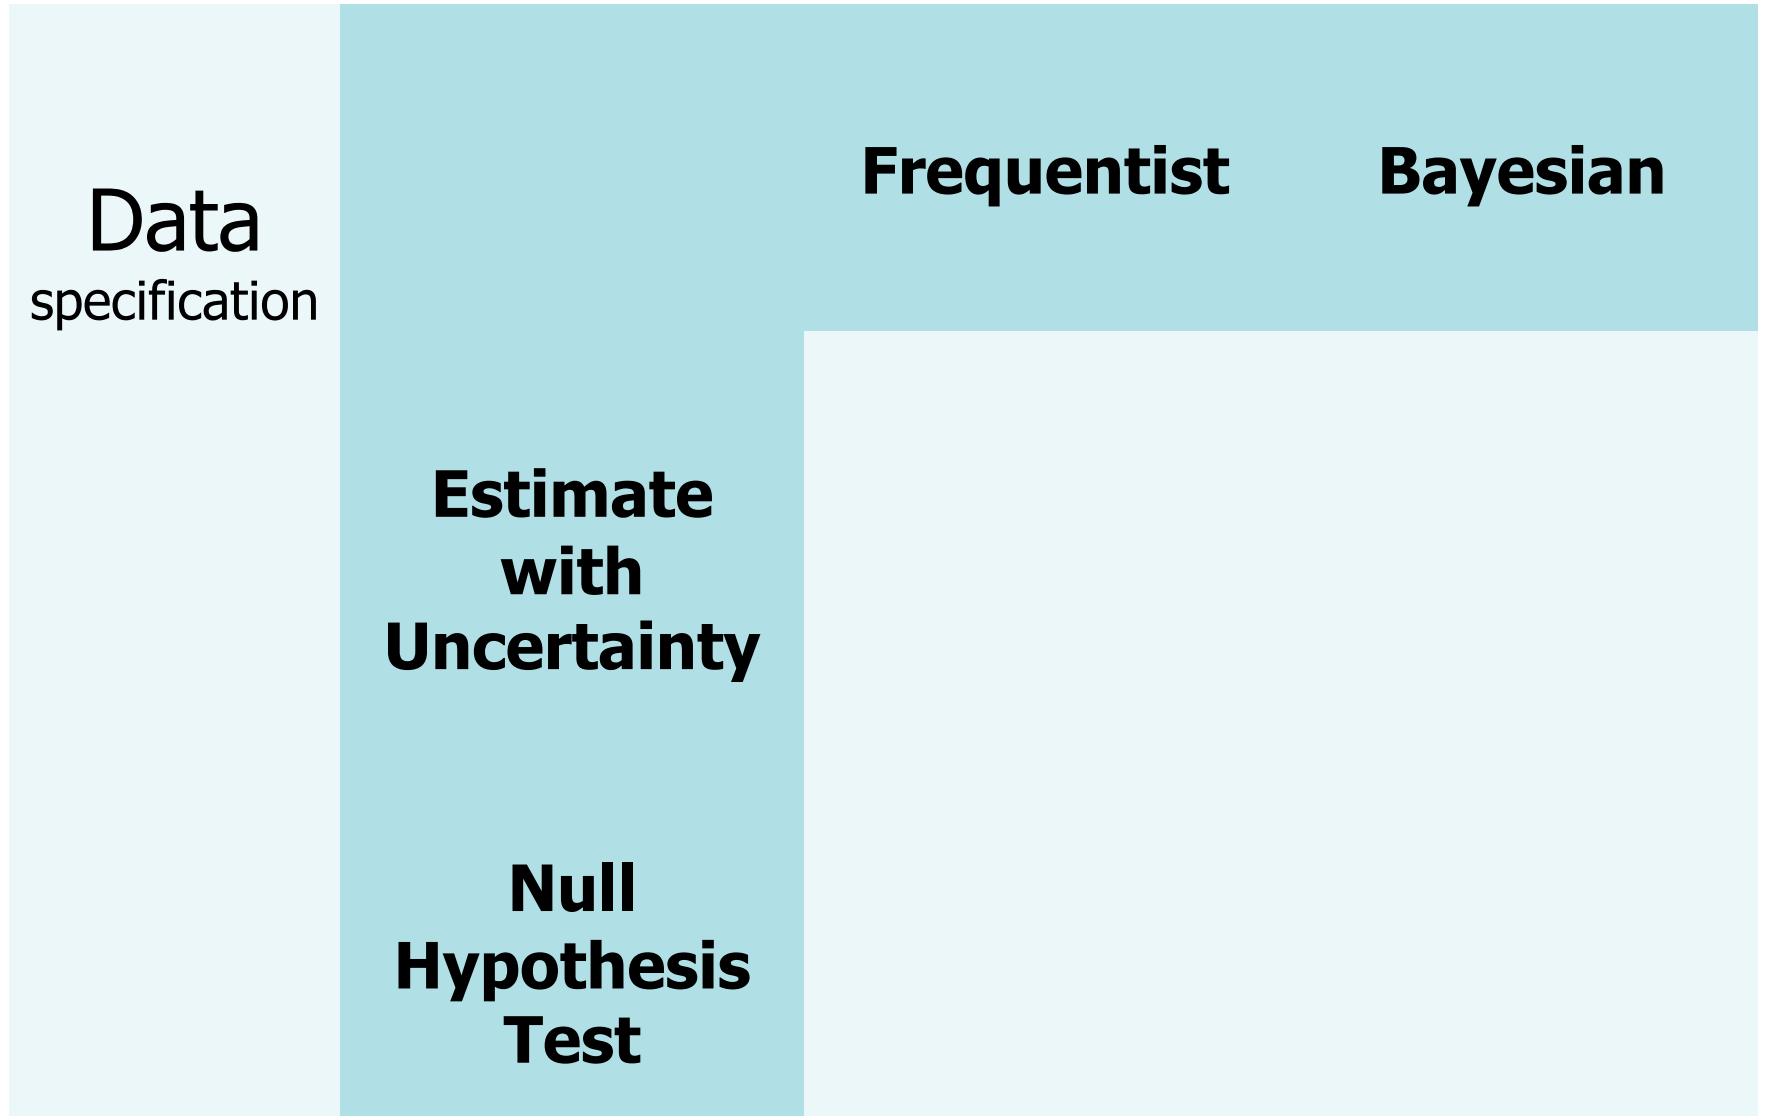 Data
specification
Frequentist
Bayesian
Estimate
with
Uncertainty
Null
Hypothesis
Test